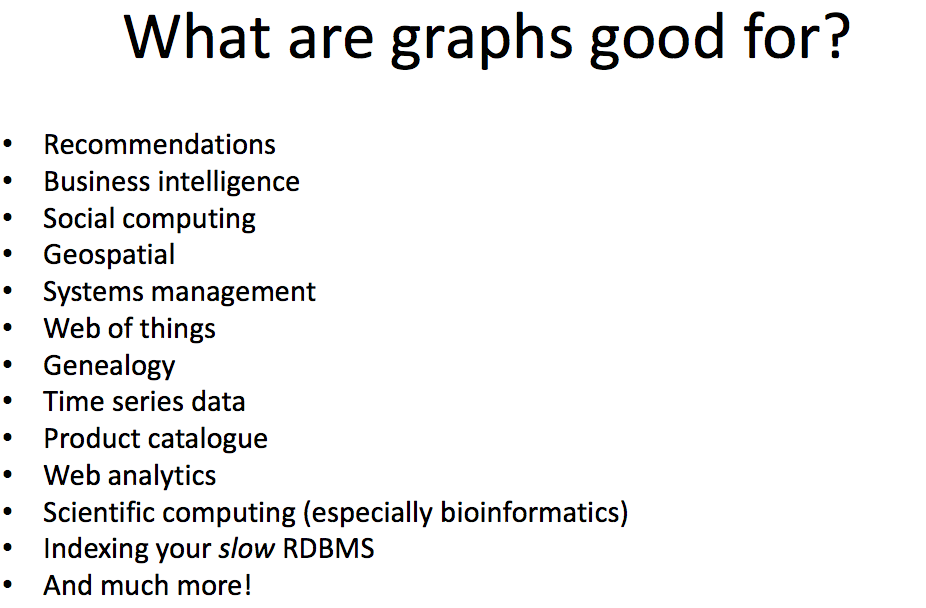 What are graphs good for?
• Recommendations
• Business intelligence
• Social computing
• Geospatial
• Systems management
• Web of things
• Genealogy
• Time series data
• Product catalogue
• Web analytics
• Scientific computing (especially bioinformatics)
• Indexing your slow RDBMS
• And much more!